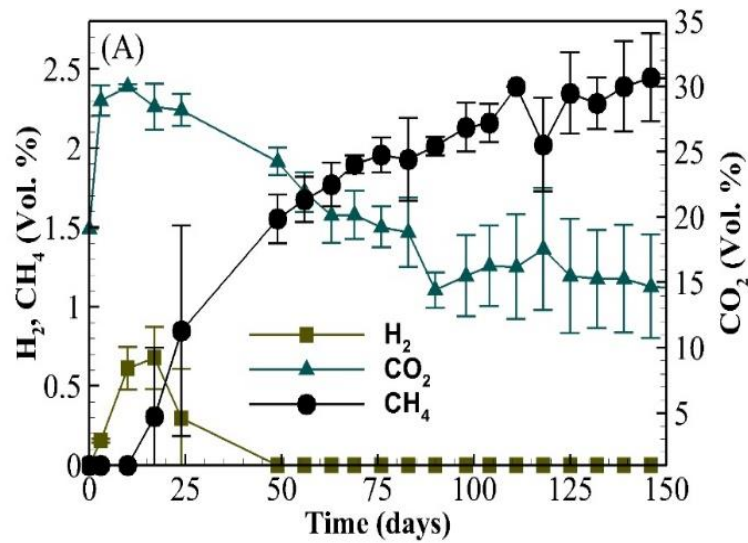 (A)
H₂, CH₄ (Vol. %)
2.5
2
1.5
1
0.5
0
H₂
CO₂
CH₄
35
30
25
20
15
10
5
CO₂ (Vol. %)
0 25 50 75 100 125 150
Time (days)